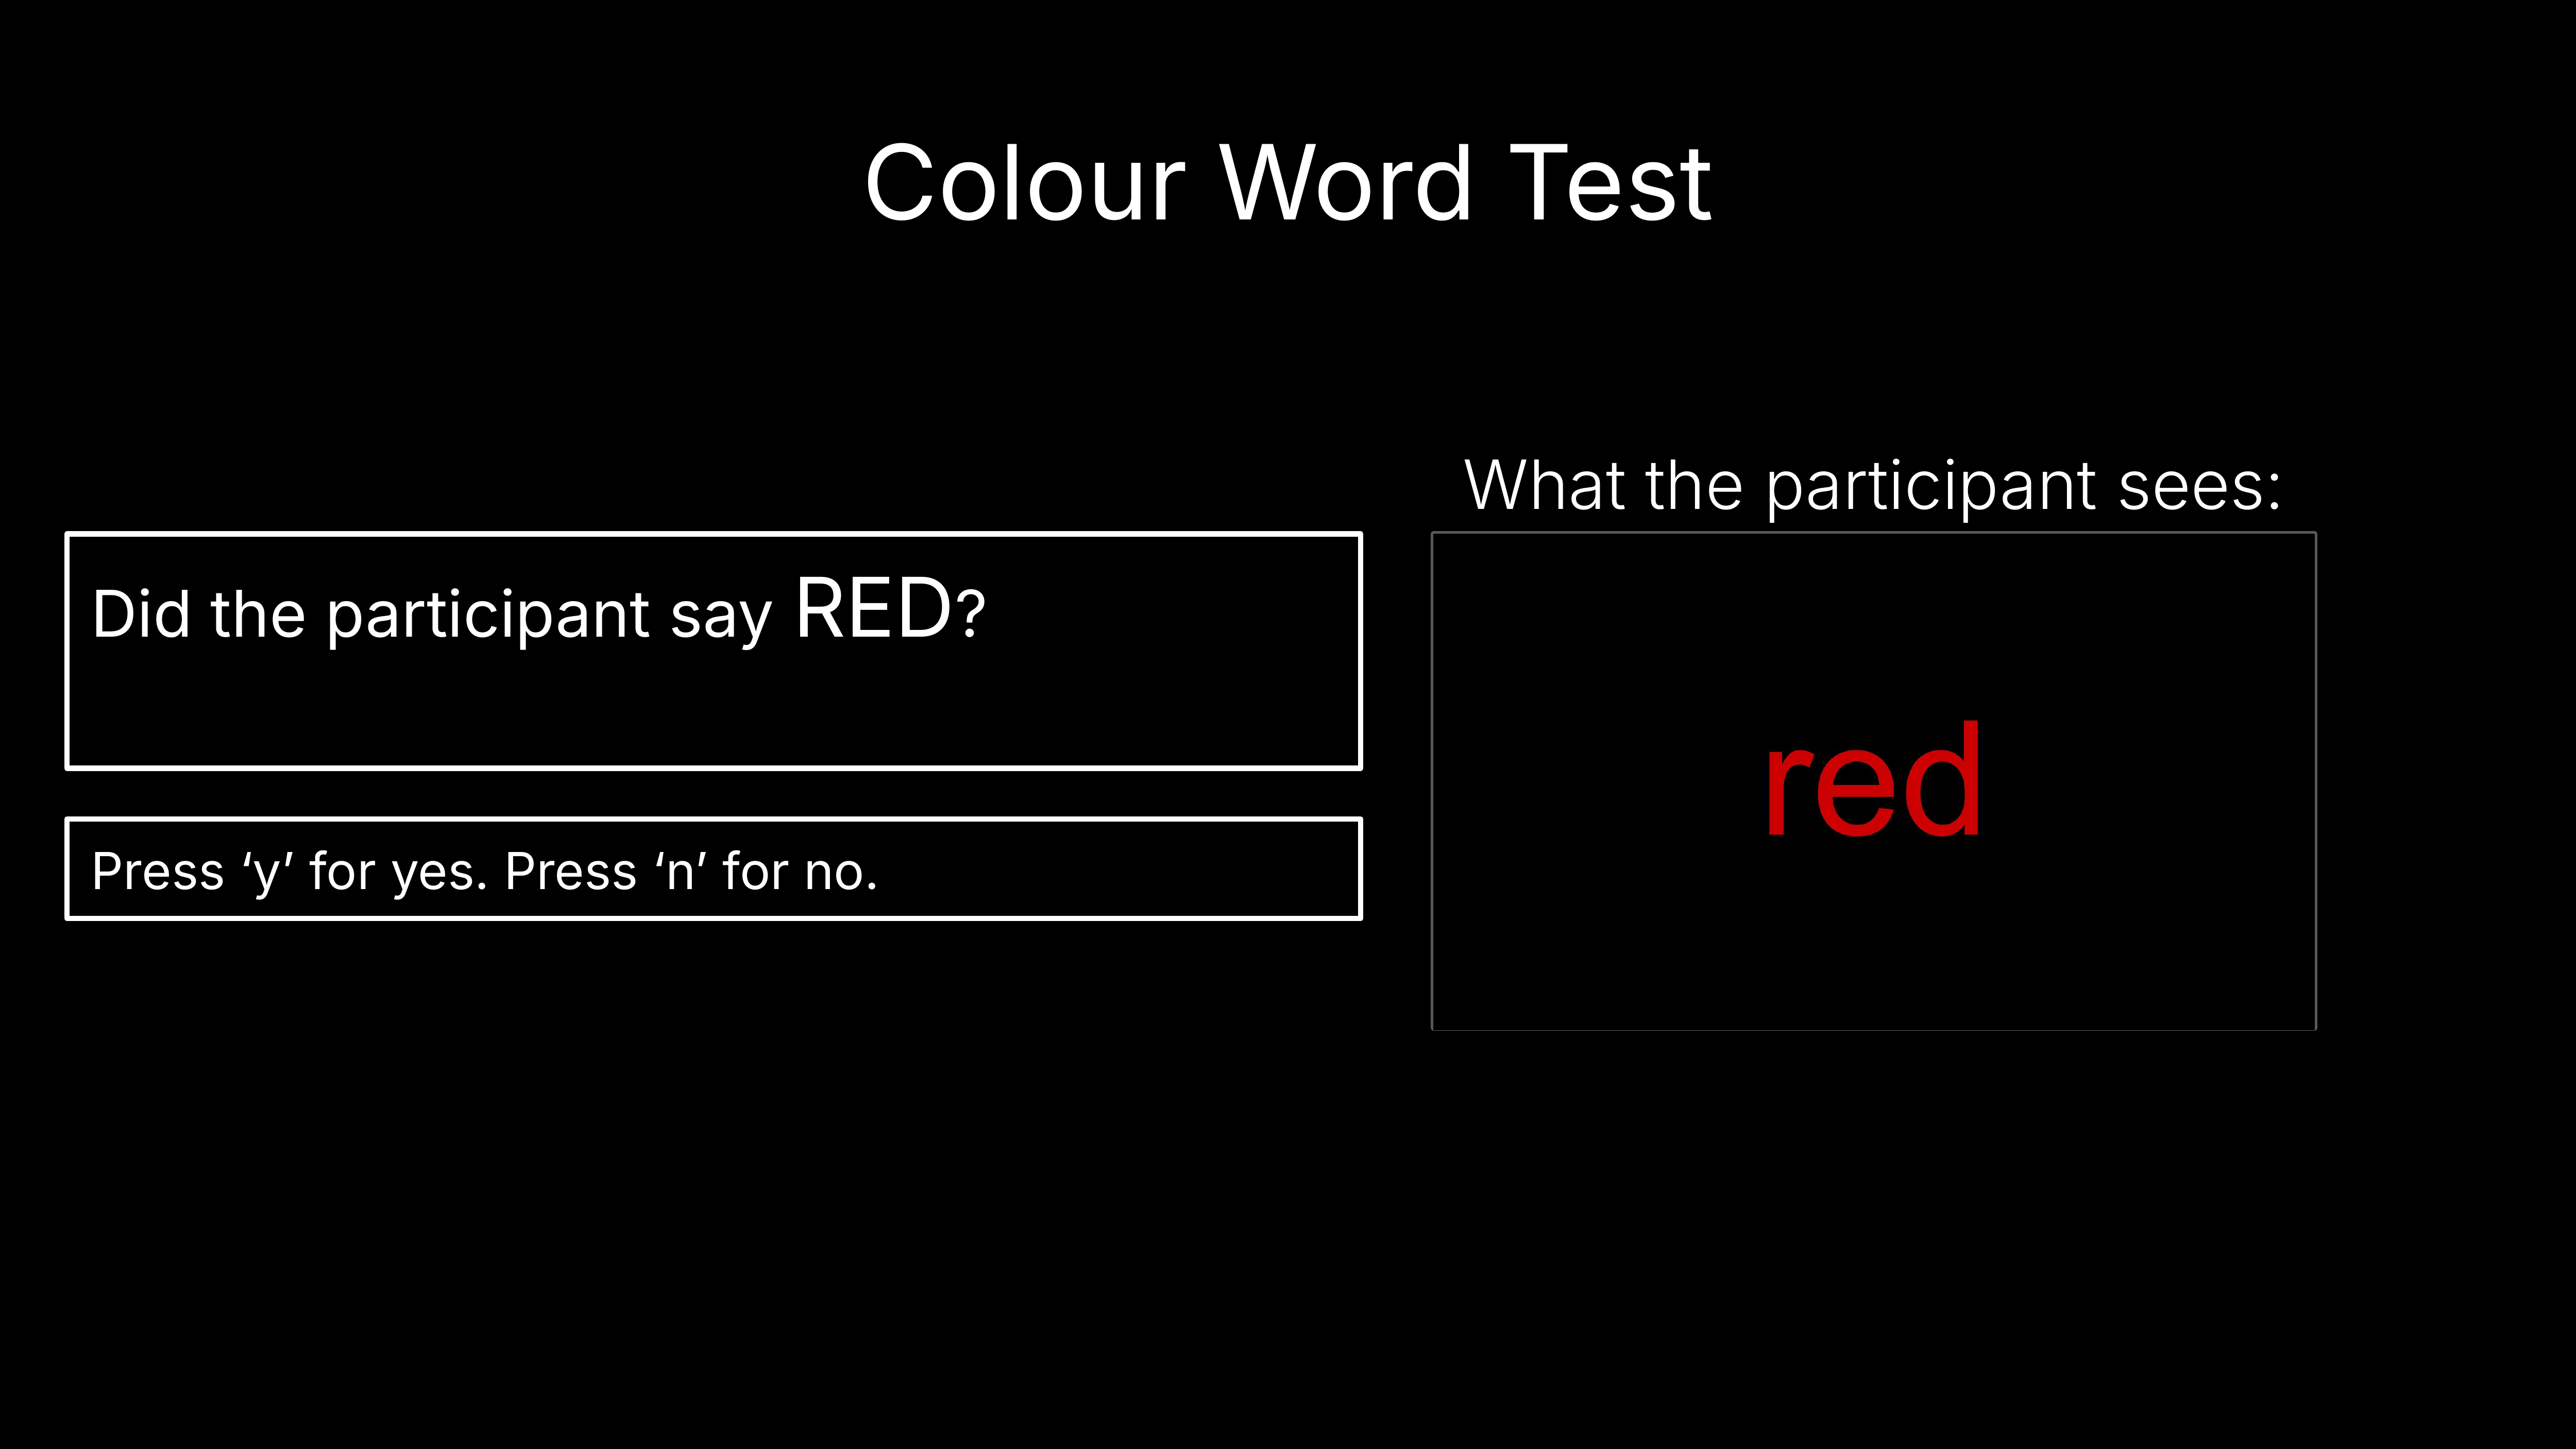 Colour Word Test
Did the participant say RED?
Press ‘y’ for yes. Press ‘n’ for no.
What the participant sees:
red